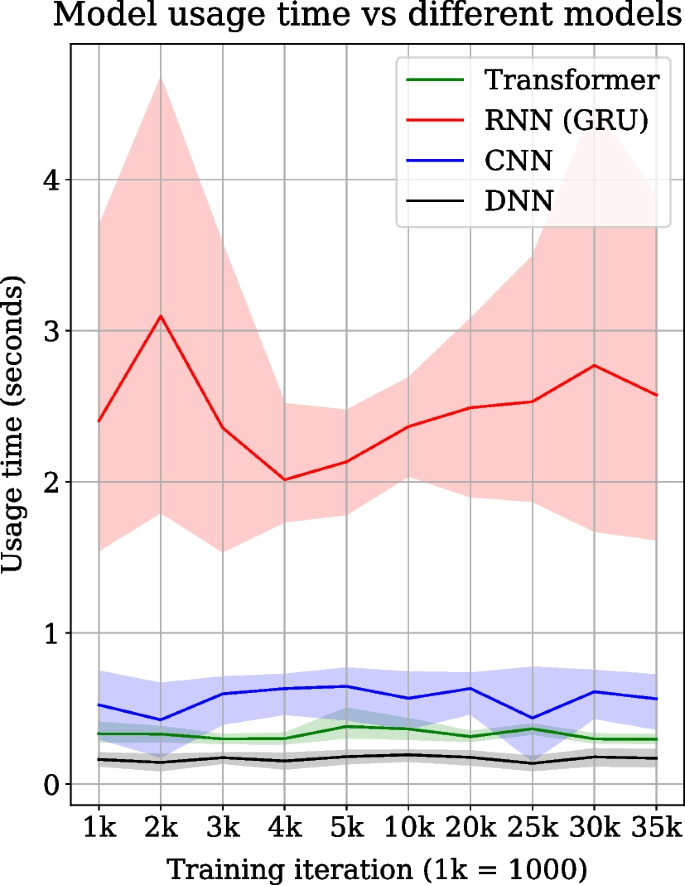 Model usage time vs different models
Transformer
RNN (GRU)
CNN
DNN
Usage time (seconds)
4
3
2
1
0
1k 2k 3k 4k 5k 10k 20k 25k 30k 35k
Training iteration (1k = 1000)